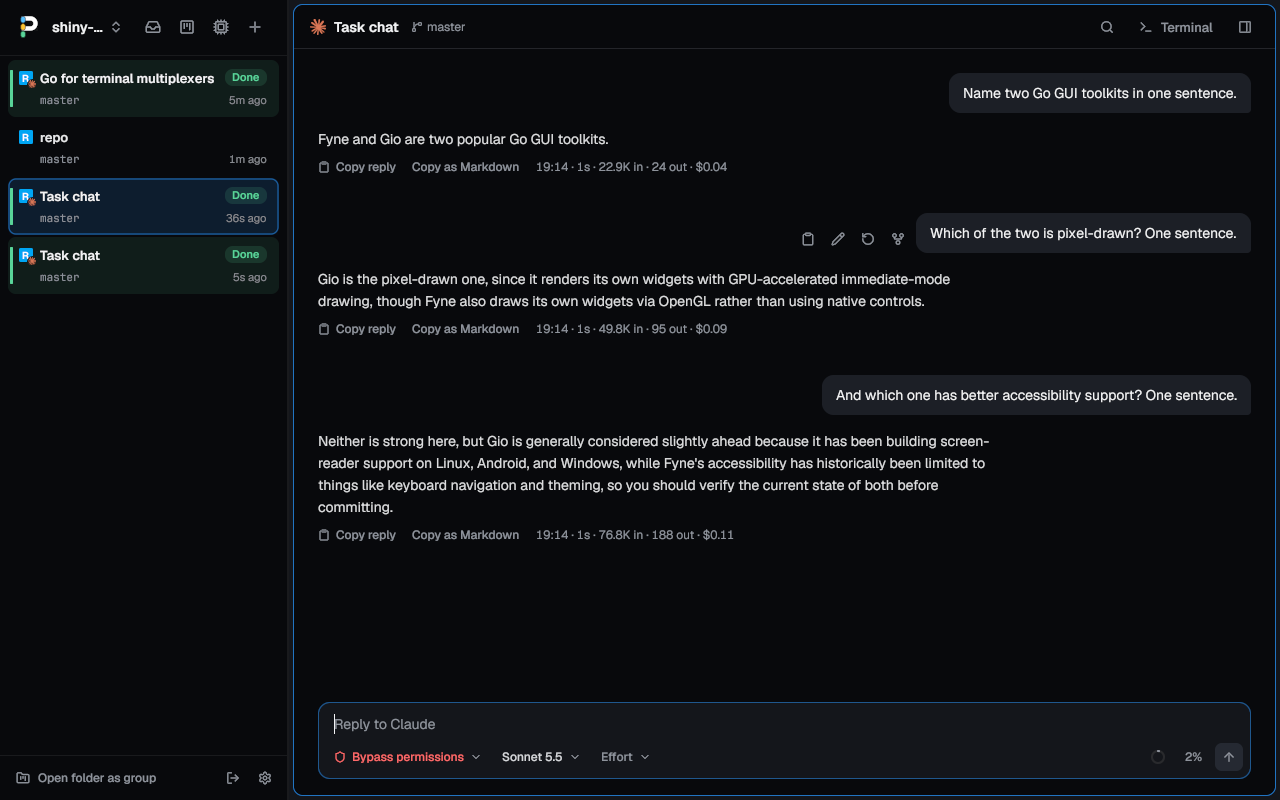 shiny-...
Go for terminal multiplexers
Done
master
5m ago
repo
master
1m ago
Task chat
Done
master
36s ago
Task chat
Done
master
5s ago
Open folder as group
Task chat
master
Terminal
Name two Go GUI toolkits in one sentence.
Fyne and Gio are two popular Go GUI toolkits.
Copy reply
Copy as Markdown
19:14 · 1s · 22.9K in · 24 out · $0.04
Which of the two is pixel-drawn? One sentence.
Gio is the pixel-drawn one, since it renders its own widgets with GPU-accelerated immediate-mode
drawing, though Fyne also draws its own widgets via OpenGL rather than using native controls.
Copy reply
Copy as Markdown
19:14 · 1s · 49.8K in · 95 out · $0.09
And which one has better accessibility support? One sentence.
Neither is strong here, but Gio is generally considered slightly ahead because it has been building screen-
reader support on Linux, Android, and Windows, while Fyne's accessibility has historically been limited to
things like keyboard navigation and theming, so you should verify the current state of both before
committing.
Copy reply
Copy as Markdown
19:14 · 1s · 76.8K in · 188 out · $0.11
Reply to Claude
Bypass permissions
Sonnet 5.5
Effort
2%